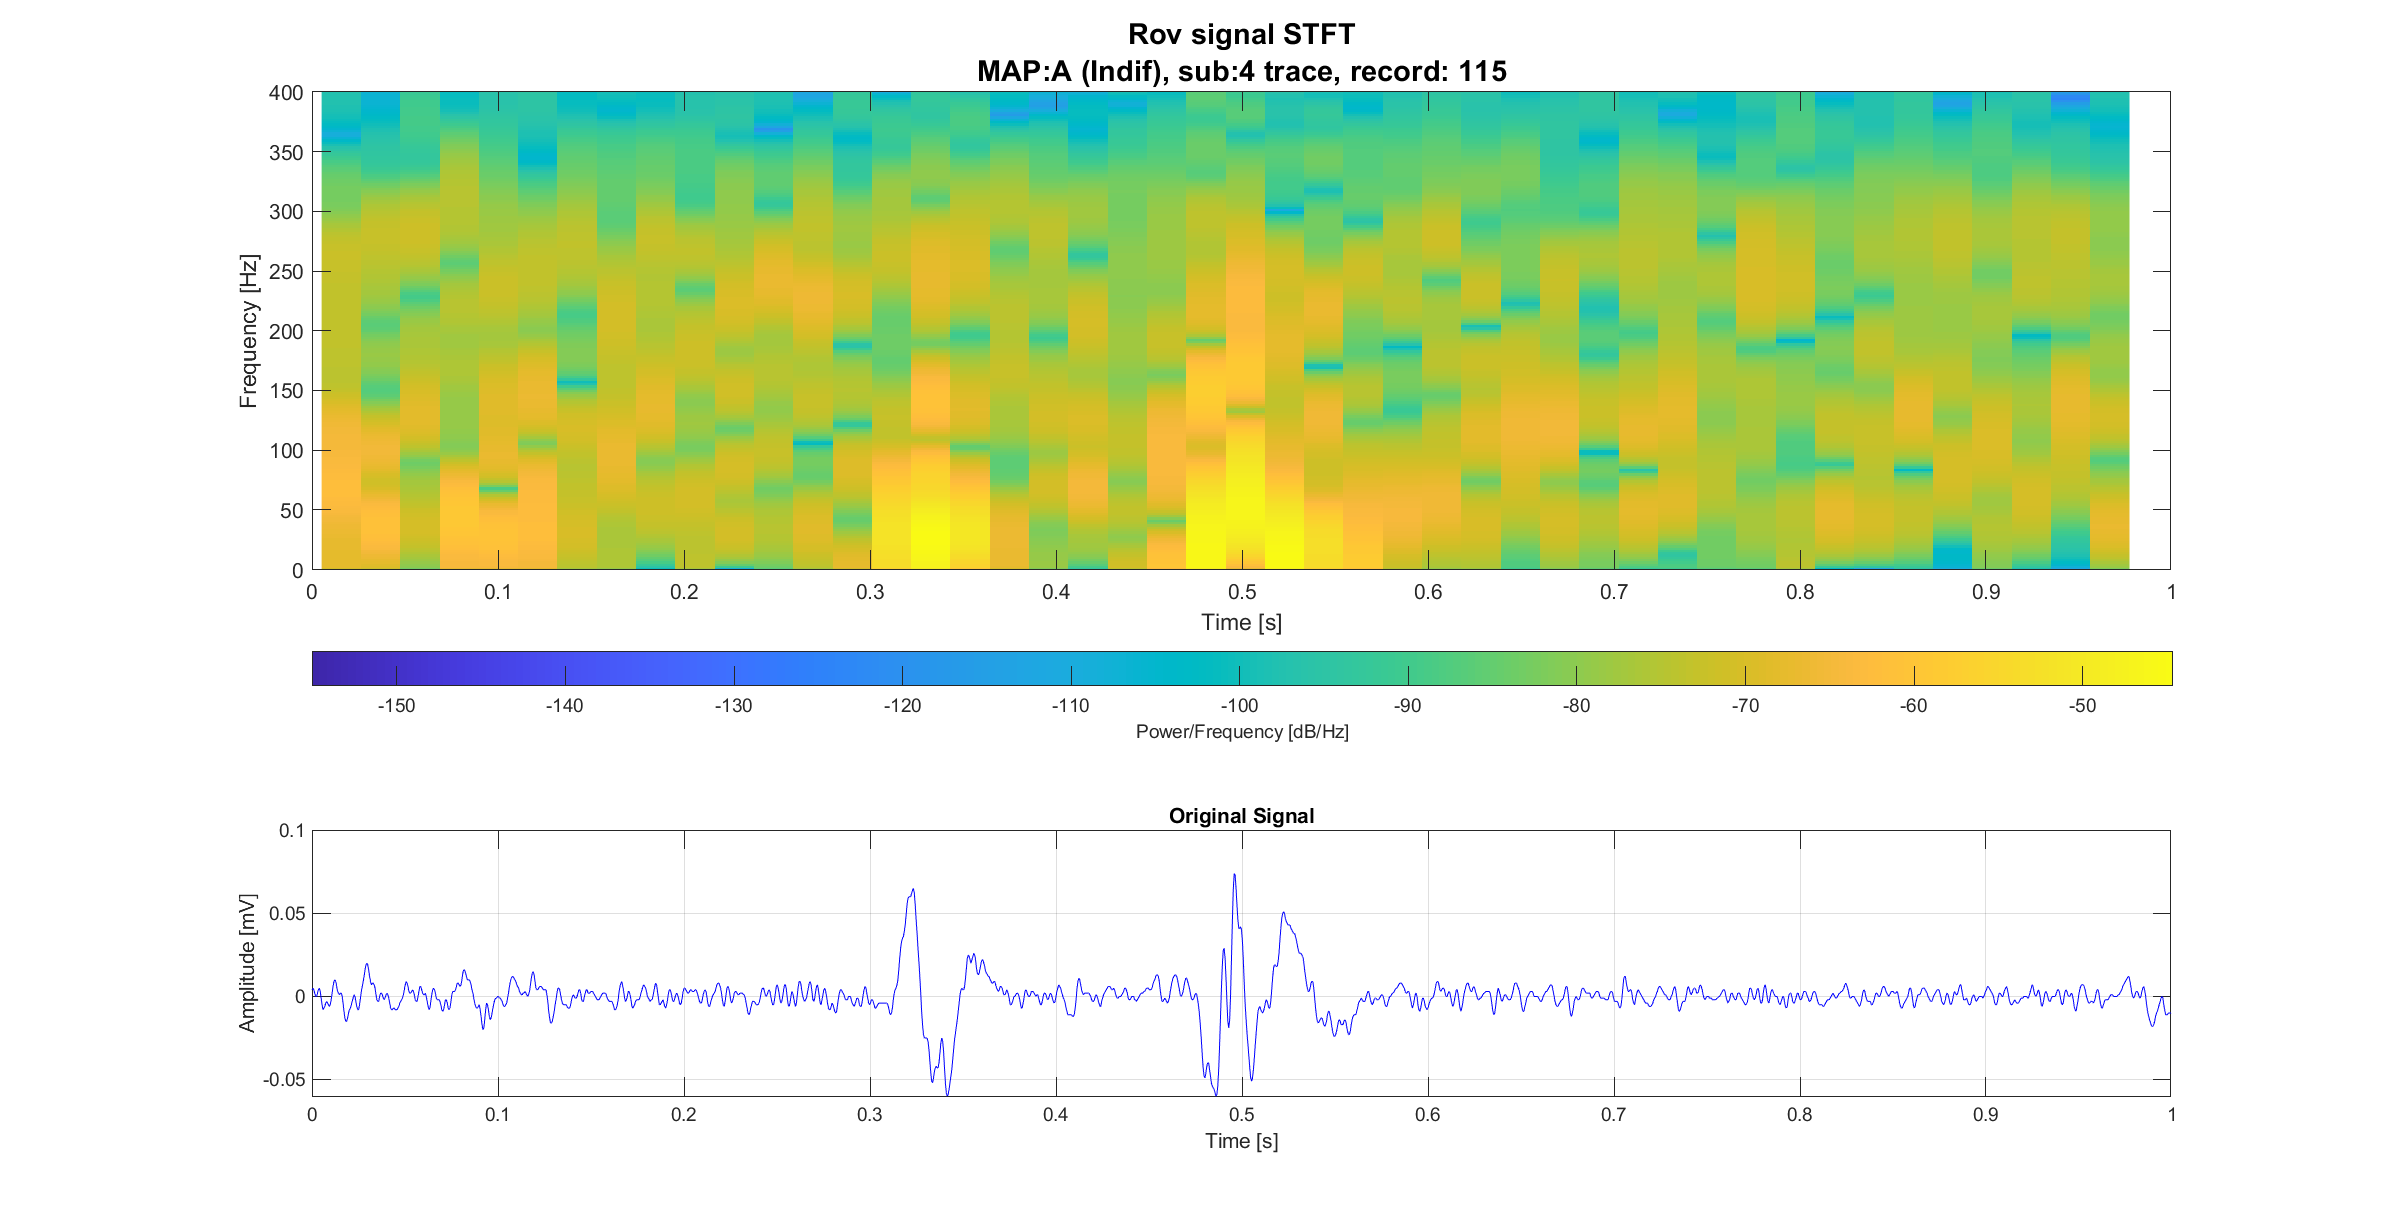 Rov signal STFT
MAP:A (Indif), sub:4 trace, record: 115
400
350
300
250
200
150
100
50
0
Frequency [Hz]
0 0.1 0.2 0.3 0.4 0.5 0.6 0.7 0.8 0.9 1
Time [s]
-150 -140 -130 -120 -110 -100 -90 -80 -70 -60 -50
Power/Frequency [dB/Hz]
Original Signal
0.1
0.05
0
-0.05
Amplitude [mV]
0 0.1 0.2 0.3 0.4 0.5 0.6 0.7 0.8 0.9 1
Time [s]